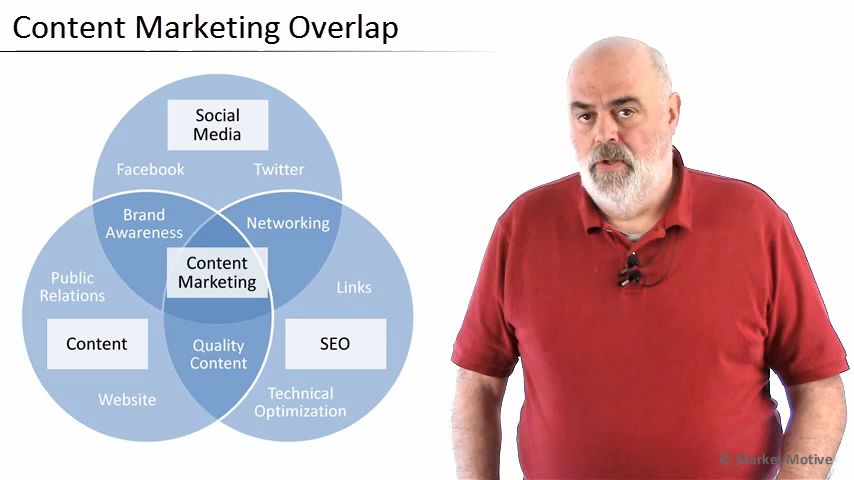 Content Marketing Overlap
Social
Media
Facebook
Twitter
Brand
Awareness
Networking
Content
Marketing
Public
Relations
Links
Content
Quality
Content
SEO
Website
Technical
Optimization
© Market Motive